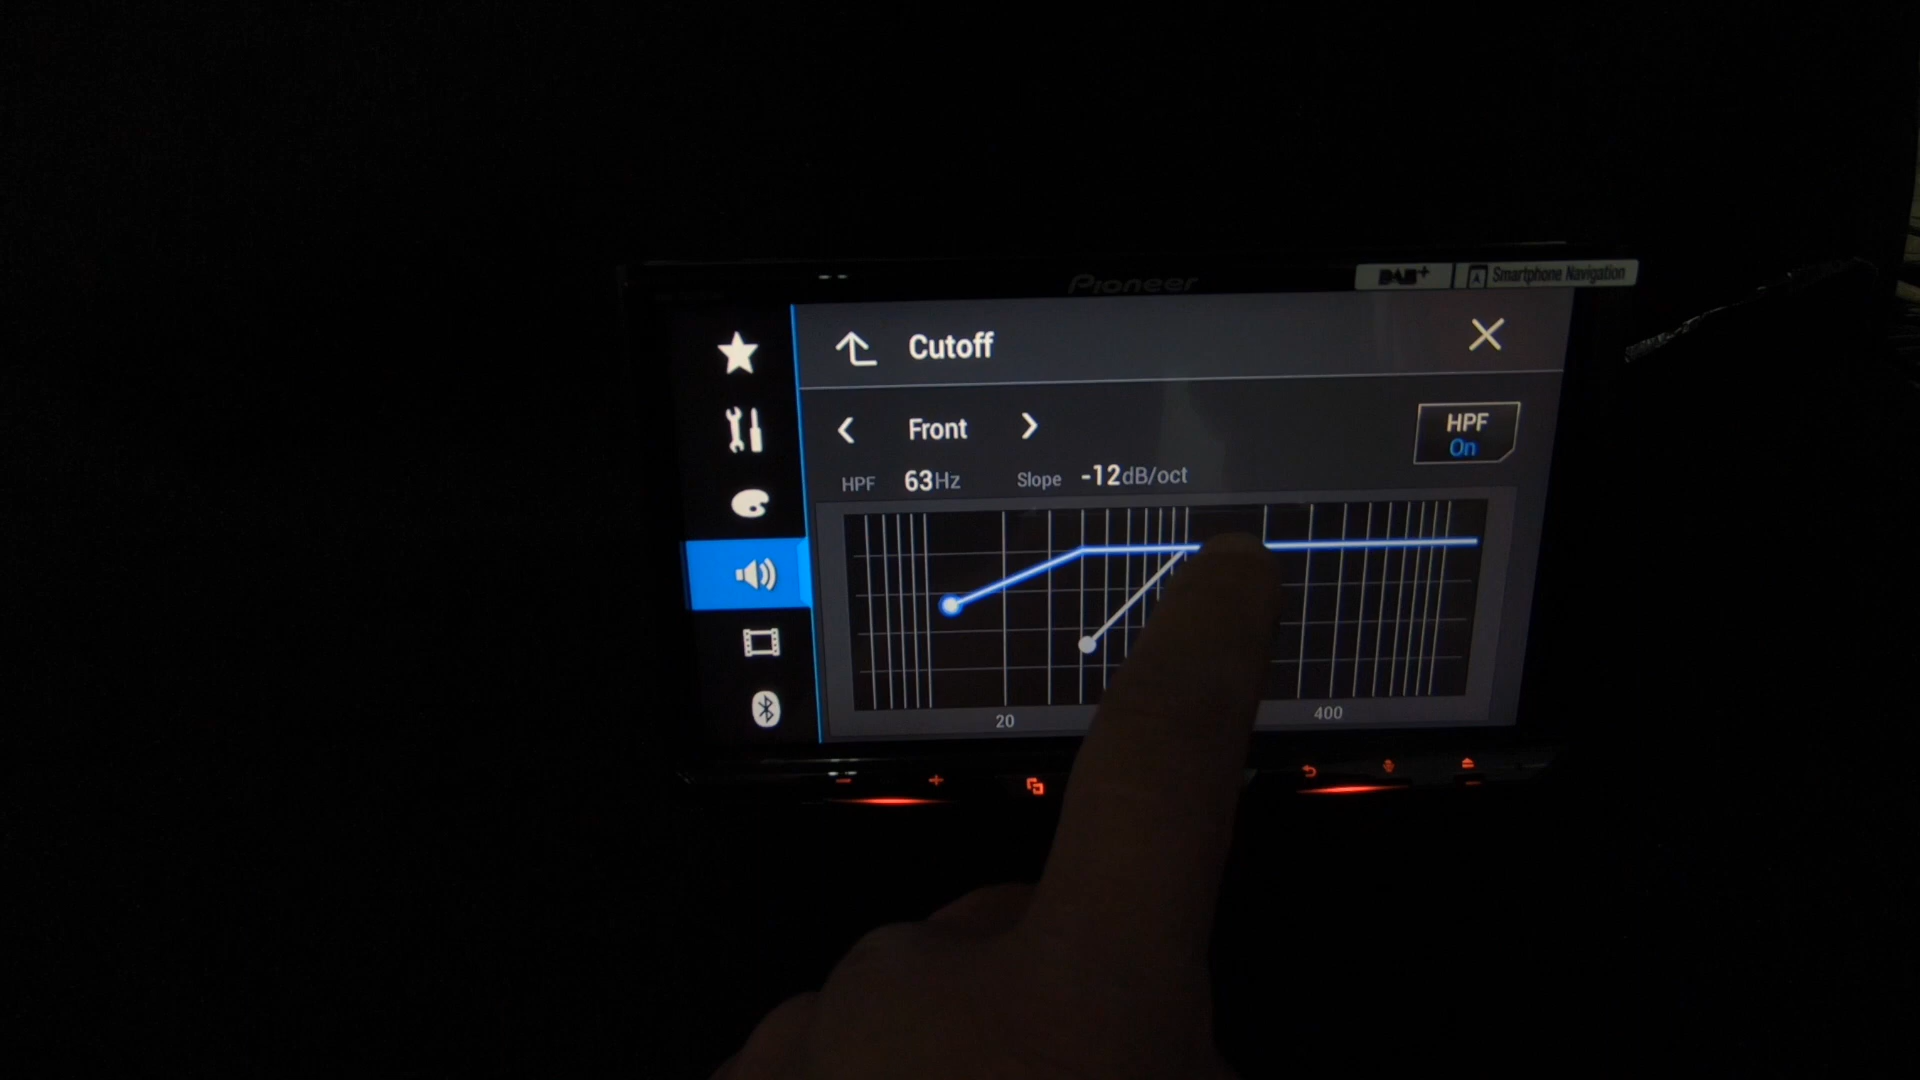 Pioneer
DAB+
Smartphone Navigation
Cutoff
Front
HPF
On
HPF 63Hz Slope -12dB/oct
20
400